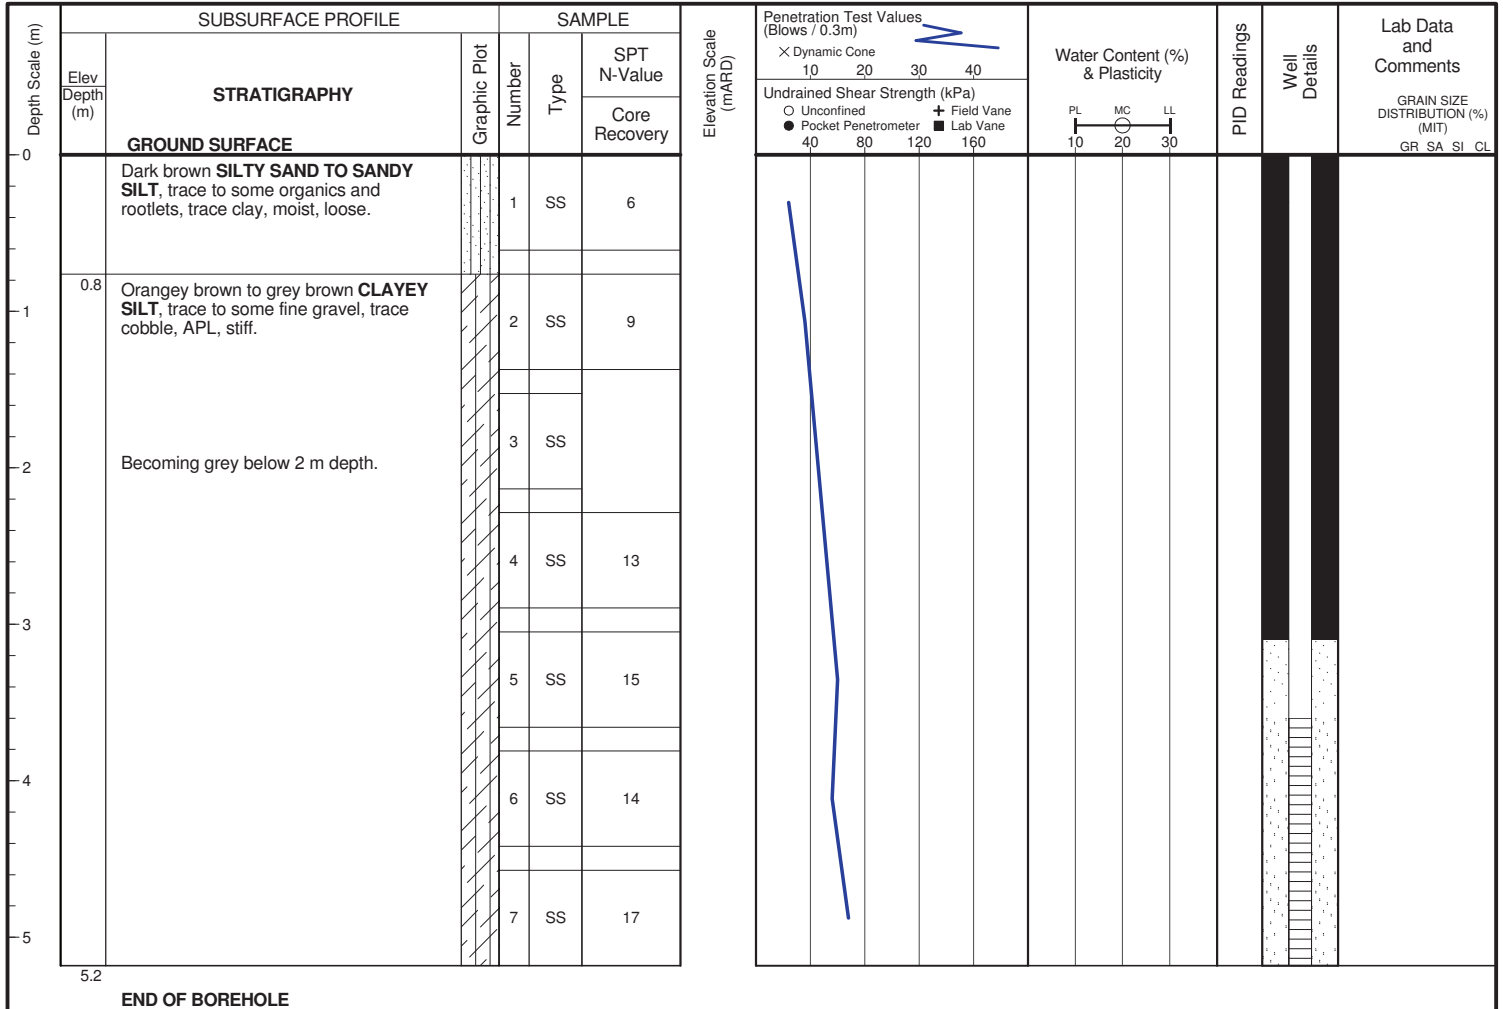 SUBSURFACE PROFILE
SAMPLE
Depth Scale (m)
Elev
Depth
(m)
STRATIGRAPHY
GROUND SURFACE
Graphic Plot
Number
Type
SPT
N-Value
Core
Recovery
Elevation Scale
(mARD)
Penetration Test Values
(Blows / 0.3m)
× Dynamic Cone
10 20 30 40
Undrained Shear Strength (kPa)
Unconfined
Field Vane
Pocket Penetrometer
Lab Vane
40 80 120 160
Water Content (%)
& Plasticity
PL MC LL
10 20 30
PID Readings
Well
Details
Lab Data
and
Comments
GRAIN SIZE
DISTRIBUTION (%)
(MIT)
GR SA SI CL
0
Dark brown SILTY SAND TO SANDY
SILT, trace to some organics and
rootlets, trace clay, moist, loose.
1 SS 6
0.8
Orangey brown to grey brown CLAYEY
SILT, trace to some fine gravel, trace
cobble, APL, stiff.
1
2 SS 9
3 SS
Becoming grey below 2 m depth.
2
4 SS 13
3
5 SS 15
4
6 SS 14
7 SS 17
5
5.2
END OF BOREHOLE